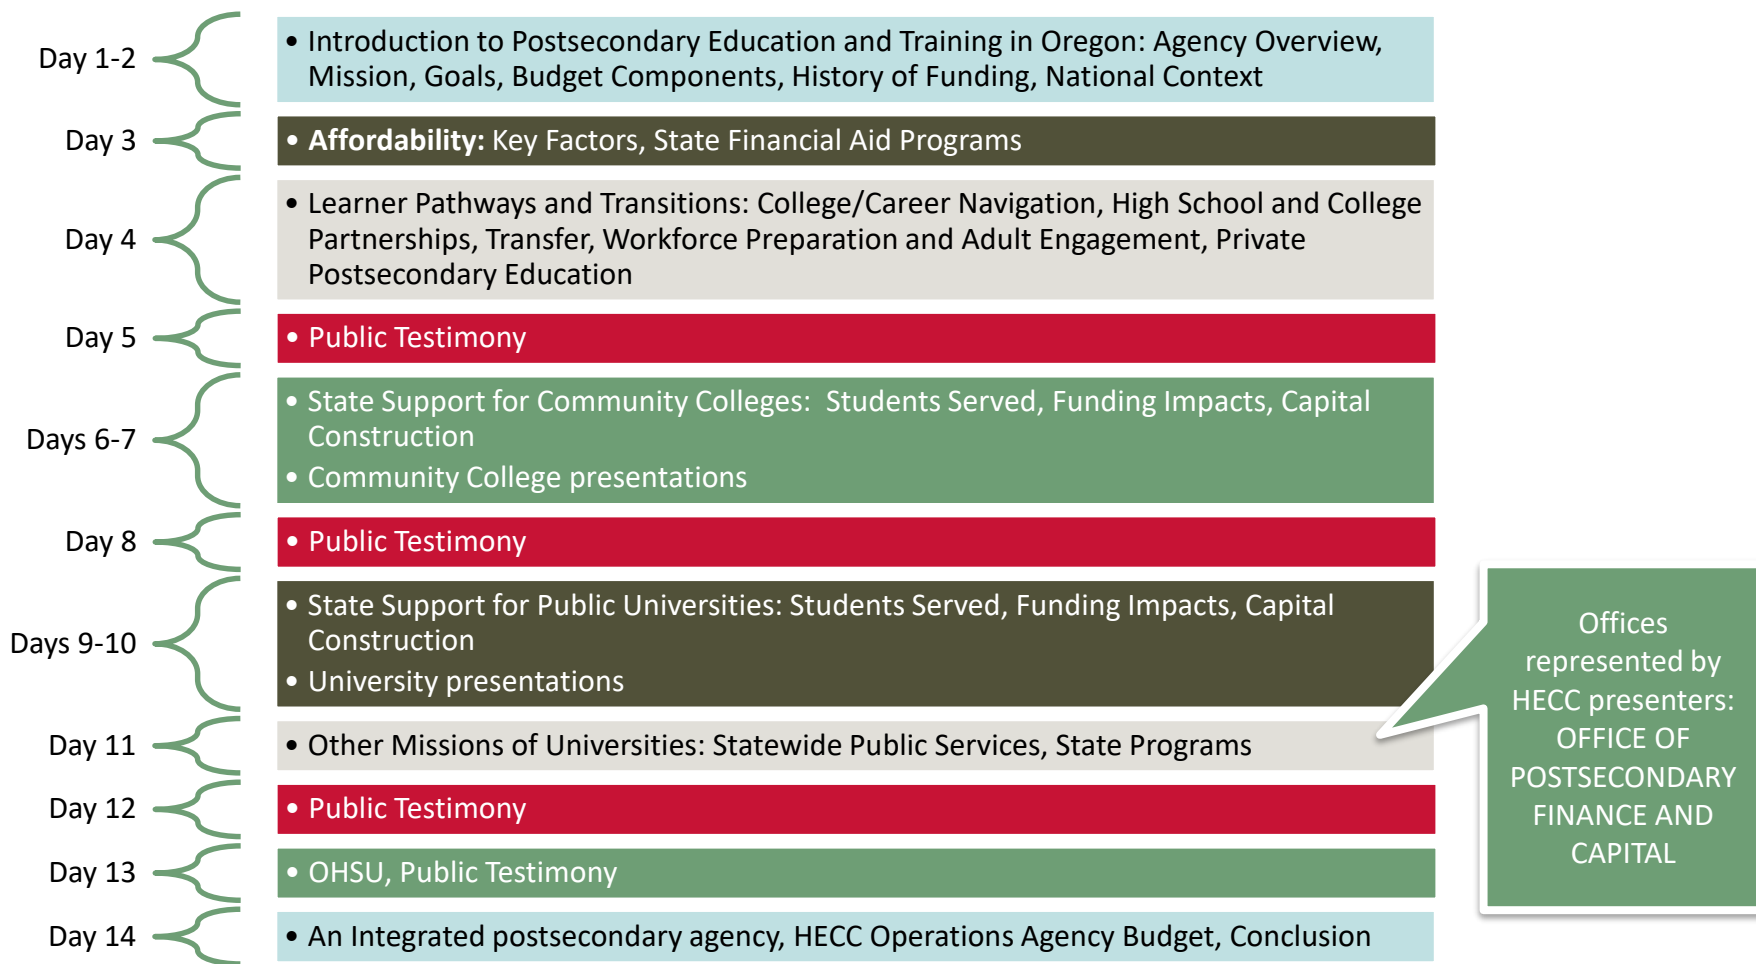 Day 1-2
• Introduction to Postsecondary Education and Training in Oregon: Agency Overview,
Mission, Goals, Budget Components, History of Funding, National Context
Day 3
• Affordability: Key Factors, State Financial Aid Programs
Day 4
• Learner Pathways and Transitions: College/Career Navigation, High School and College
Partnerships, Transfer, Workforce Preparation and Adult Engagement, Private
Postsecondary Education
Day 5
• Public Testimony
Days 6-7
• State Support for Community Colleges:  Students Served, Funding Impacts, Capital
Construction
• Community College presentations
Day 8
• Public Testimony
Days 9-10
• State Support for Public Universities: Students Served, Funding Impacts, Capital
Construction
• University presentations
Day 11
• Other Missions of Universities: Statewide Public Services, State Programs
Day 12
• Public Testimony
Day 13
• OHSU, Public Testimony
Day 14
• An Integrated postsecondary agency, HECC Operations Agency Budget, Conclusion
Offices
represented by
HECC presenters:
OFFICE OF
POSTSECONDARY
FINANCE AND
CAPITAL